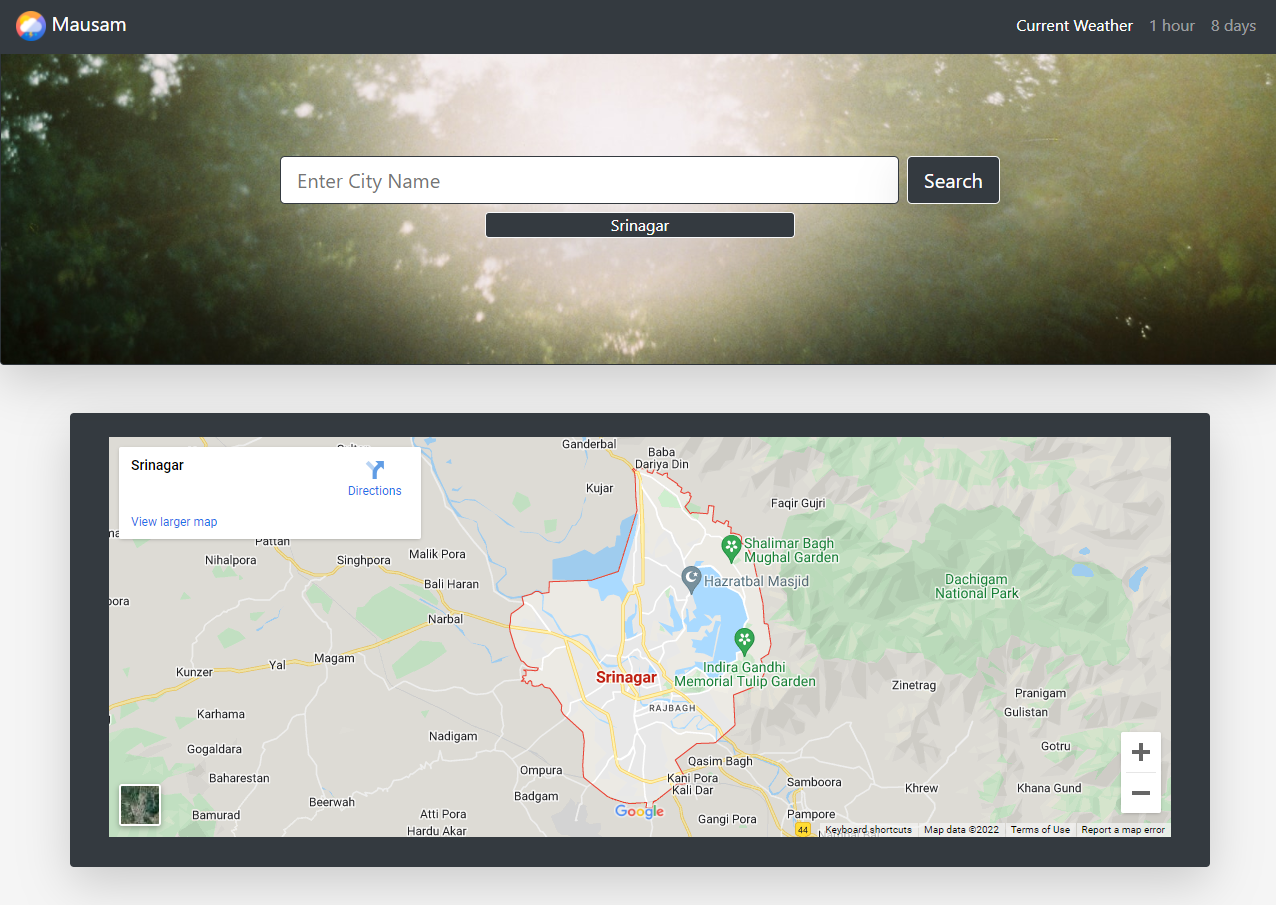 Mausam
Current Weather
1 hour
8 days
Enter City Name
Search
Srinagar
Srinagar
Directions
View larger map
Ganderbal
Baba
Dariya Din
Kujar
Faqir Gujri
Pattan
Nihalpora
Singhpora
Malik Pora
Shalimar Bagh
Mughal Garden
Bali Haran
Hazratbal Masjid
Dachigam
National Park
Narbal
Kunzer
Yal
Magam
Srinagar
Indira Gandhi
Memorial Tulip Garden
Zinetrag
Pranigam
Gulistan
RAJBAGH
Karhama
Nadigam
Gogaldara
Gotru
Baharestan
Ompura
Qasim Bagh
Kani Pora
Kali Dar
Samboora
Khrew
Khana Gund
Badgam
Beerwah
Bamurad
Atti Pora
Hardu Akar
Google
Gangi Pora
Pampore
44
Keyboard shortcuts
Map data ©2022
Terms of Use
Report a map error